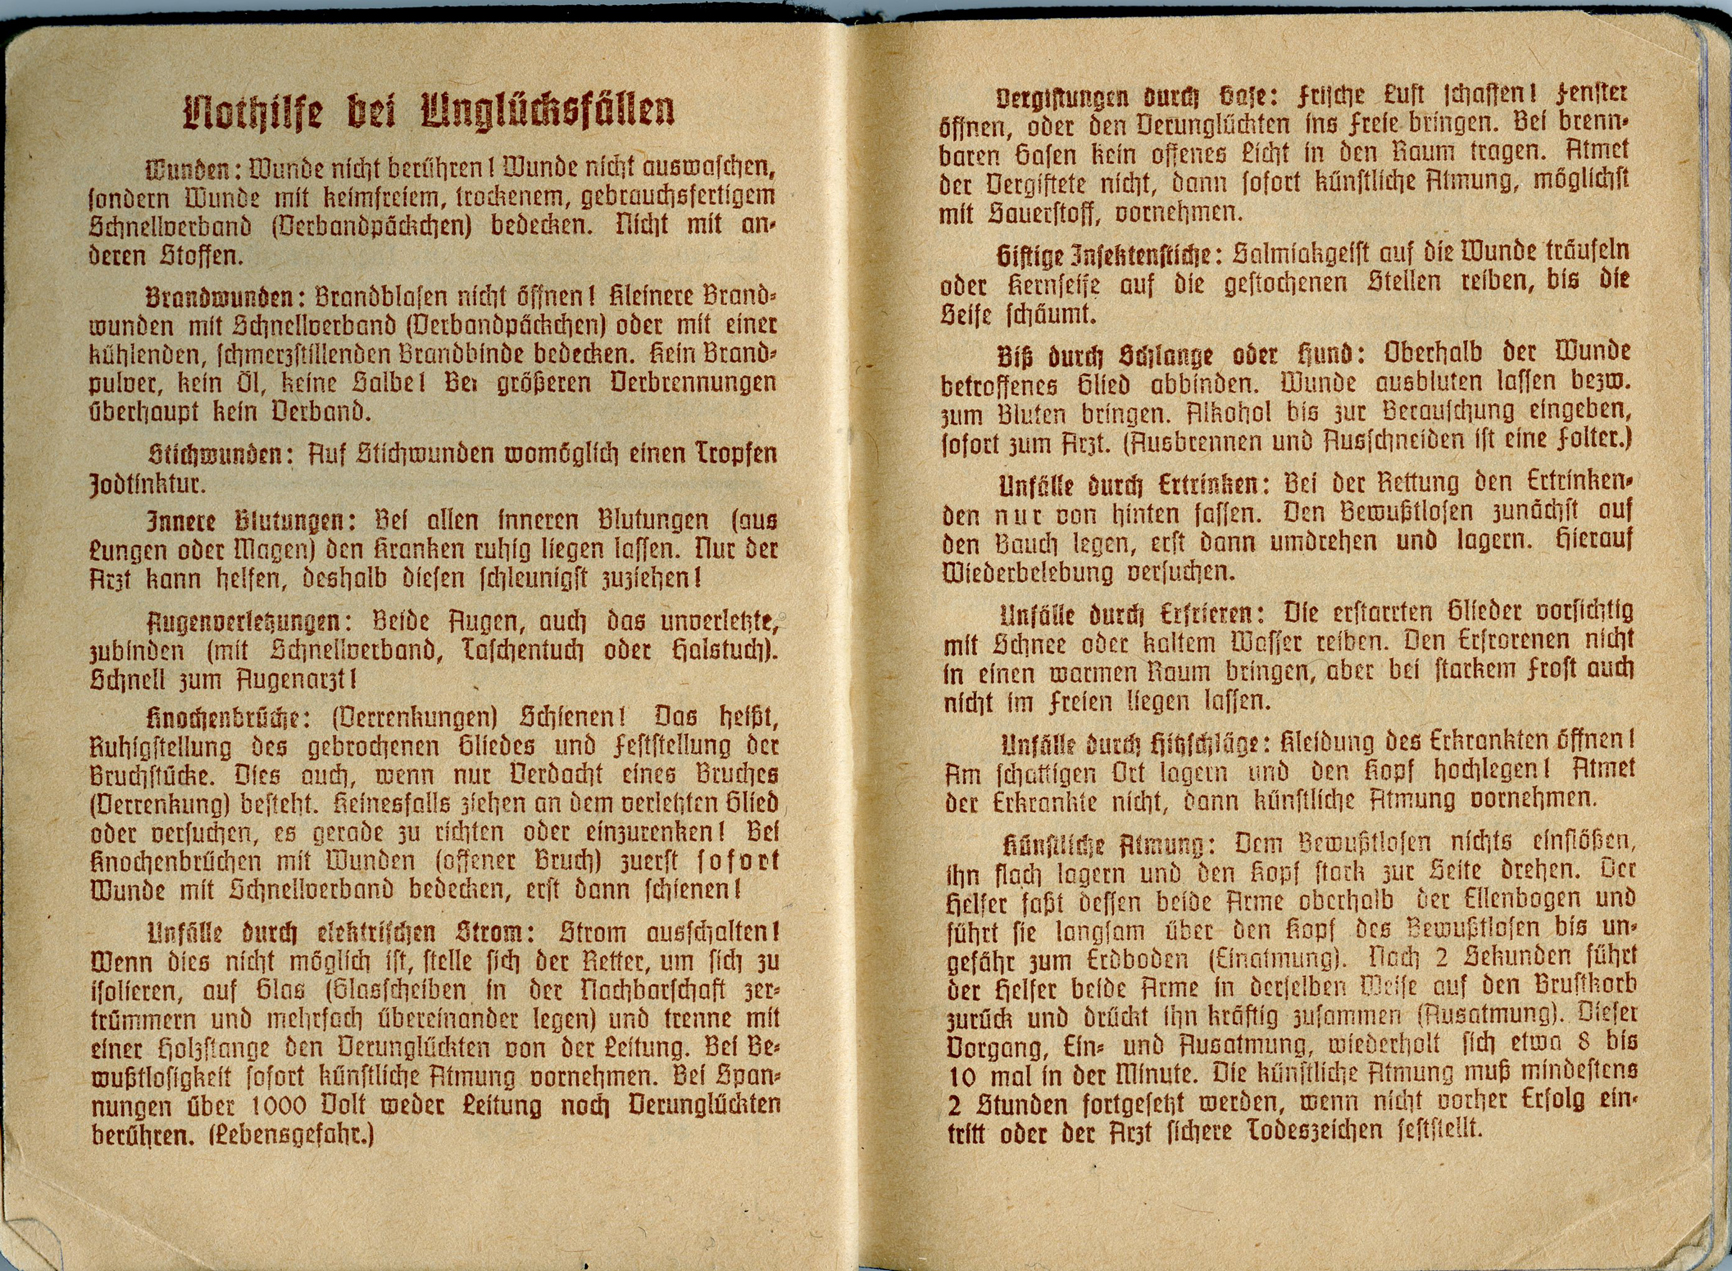 Nothilfe bei Unglücksfällen
Wunden: Wunde nicht berühren! Wunde nicht auswaschen,
sondern Wunde mit keimfreiem, trockenem, gebrauchsfertigem
Schnellverband (Verbandpäckchen) bedecken. Nicht mit an-
deren Stoffen.
Brandwunden: Brandblasen nicht öffnen! Kleinere Brand-
wunden mit Schnellverband (Verbandpäckchen) oder mit einer
kühlenden, schmerzstillenden Brandbinde bedecken. Kein Brand-
pulver, kein Öl, keine Salbe! Bei größeren Verbrennungen
überhaupt kein Verband.
Stichwunden: Auf Stichwunden womöglich einen Tropfen
Jodtinktur.
Innere Blutungen: Bei allen inneren Blutungen (aus
Lungen oder Magen) den Kranken ruhig liegen lassen. Nur der
Arzt kann helfen, deshalb diesen schleunigst zuziehen!
Augenverletzungen: Beide Augen, auch das unverletzte,
zubinden (mit Schnellverband, Taschentuch oder Halstuch).
Schnell zum Augenarzt!
Knochenbrüche: (Verrenkungen) Schienen! Das heißt,
Ruhigstellung des gebrochenen Gliedes und Feststellung der
Bruchstücke. Dies auch, wenn nur Verdacht eines Bruches
(Verrenkung) besteht. Keinesfalls ziehen an dem verletzten Glied
oder versuchen, es gerade zu richten oder einzurenken! Bei
Knochenbrüchen mit Wunden (offener Bruch) zuerst sofort
Wunde mit Schnellverband bedecken, erst dann schienen!
Unfälle durch elektrischen Strom: Strom ausschalten!
Wenn dies nicht möglich ist, stelle sich der Retter, um sich zu
isolieren, auf Glas (Glasscheiben in der Nachbarschaft zer-
trümmern und mehrfach übereinander legen) und trenne mit
einer Holzstange den Verunglückten von der Leitung. Bei Be-
wußtlosigkeit sofort künstliche Atmung vornehmen. Bei Span-
nungen über 1000 Volt weder Leitung noch Verunglückten
berühren. (Lebensgefahr.)
Vergiftungen durch Gase: Frische Luft schaffen! Fenster
öffnen, oder den Verunglückten ins Freie bringen. Bei brenn-
baren Gasen kein offenes Licht in den Raum tragen. Atmet
der Vergiftete nicht, dann sofort künstliche Atmung, möglichst
mit Sauerstoff, vornehmen.
Giftige Insektenstiche: Salmiakgeist auf die Wunde träufeln
oder Kernseife auf die gestochenen Stellen reiben, bis die
Seife schäumt.
Biß durch Schlange oder Hund: Oberhalb der Wunde
betroffenes Glied abbinden. Wunde ausbluten lassen bezw.
zum Bluten bringen. Alkohol bis zur Berauschung eingeben,
sofort zum Arzt. (Ausbrennen und Ausschneiden ist eine Folter.)
Unfälle durch Ertrinken: Bei der Rettung den Ertrinken-
den nur von hinten fassen. Den Bewußtlosen zunächst auf
den Bauch legen, erst dann umdrehen und lagern. Hierauf
Wiederbelebung versuchen.
Unfälle durch Erfrieren: Die erstarrten Glieder vorsichtig
mit Schnee oder kaltem Wasser reiben. Den Erfrorenen nicht
in einen warmen Raum bringen, aber bei starkem Frost auch
nicht im Freien liegen lassen.
Unfälle durch Hitzschläge: Kleidung des Erkrankten öffnen!
Am schattigen Ort lagern und den Kopf hochlegen! Atmet
der Erkrankte nicht, dann künstliche Atmung vornehmen.
Künstliche Atmung: Dem Bewußtlosen nichts einflößen,
ihn flach lagern und den Kopf stark zur Seite drehen. Der
Helfer faßt dessen beide Arme oberhalb der Ellenbogen und
führt sie langsam über den Kopf des Bewußtlosen bis un-
gefähr zum Erdboden (Einatmung). Nach 2 Sekunden führt
der Helfer beide Arme in derselben Weise auf den Brustkorb
zurück und drückt ihn kräftig zusammen (Ausatmung). Dieser
Vorgang, Ein- und Ausatmung, wiederholt sich etwa 8 bis
10 mal in der Minute. Die künstliche Atmung muß mindestens
2 Stunden fortgesetzt werden, wenn nicht vorher Erfolg ein-
tritt oder der Arzt sichere Todeszeichen feststellt.